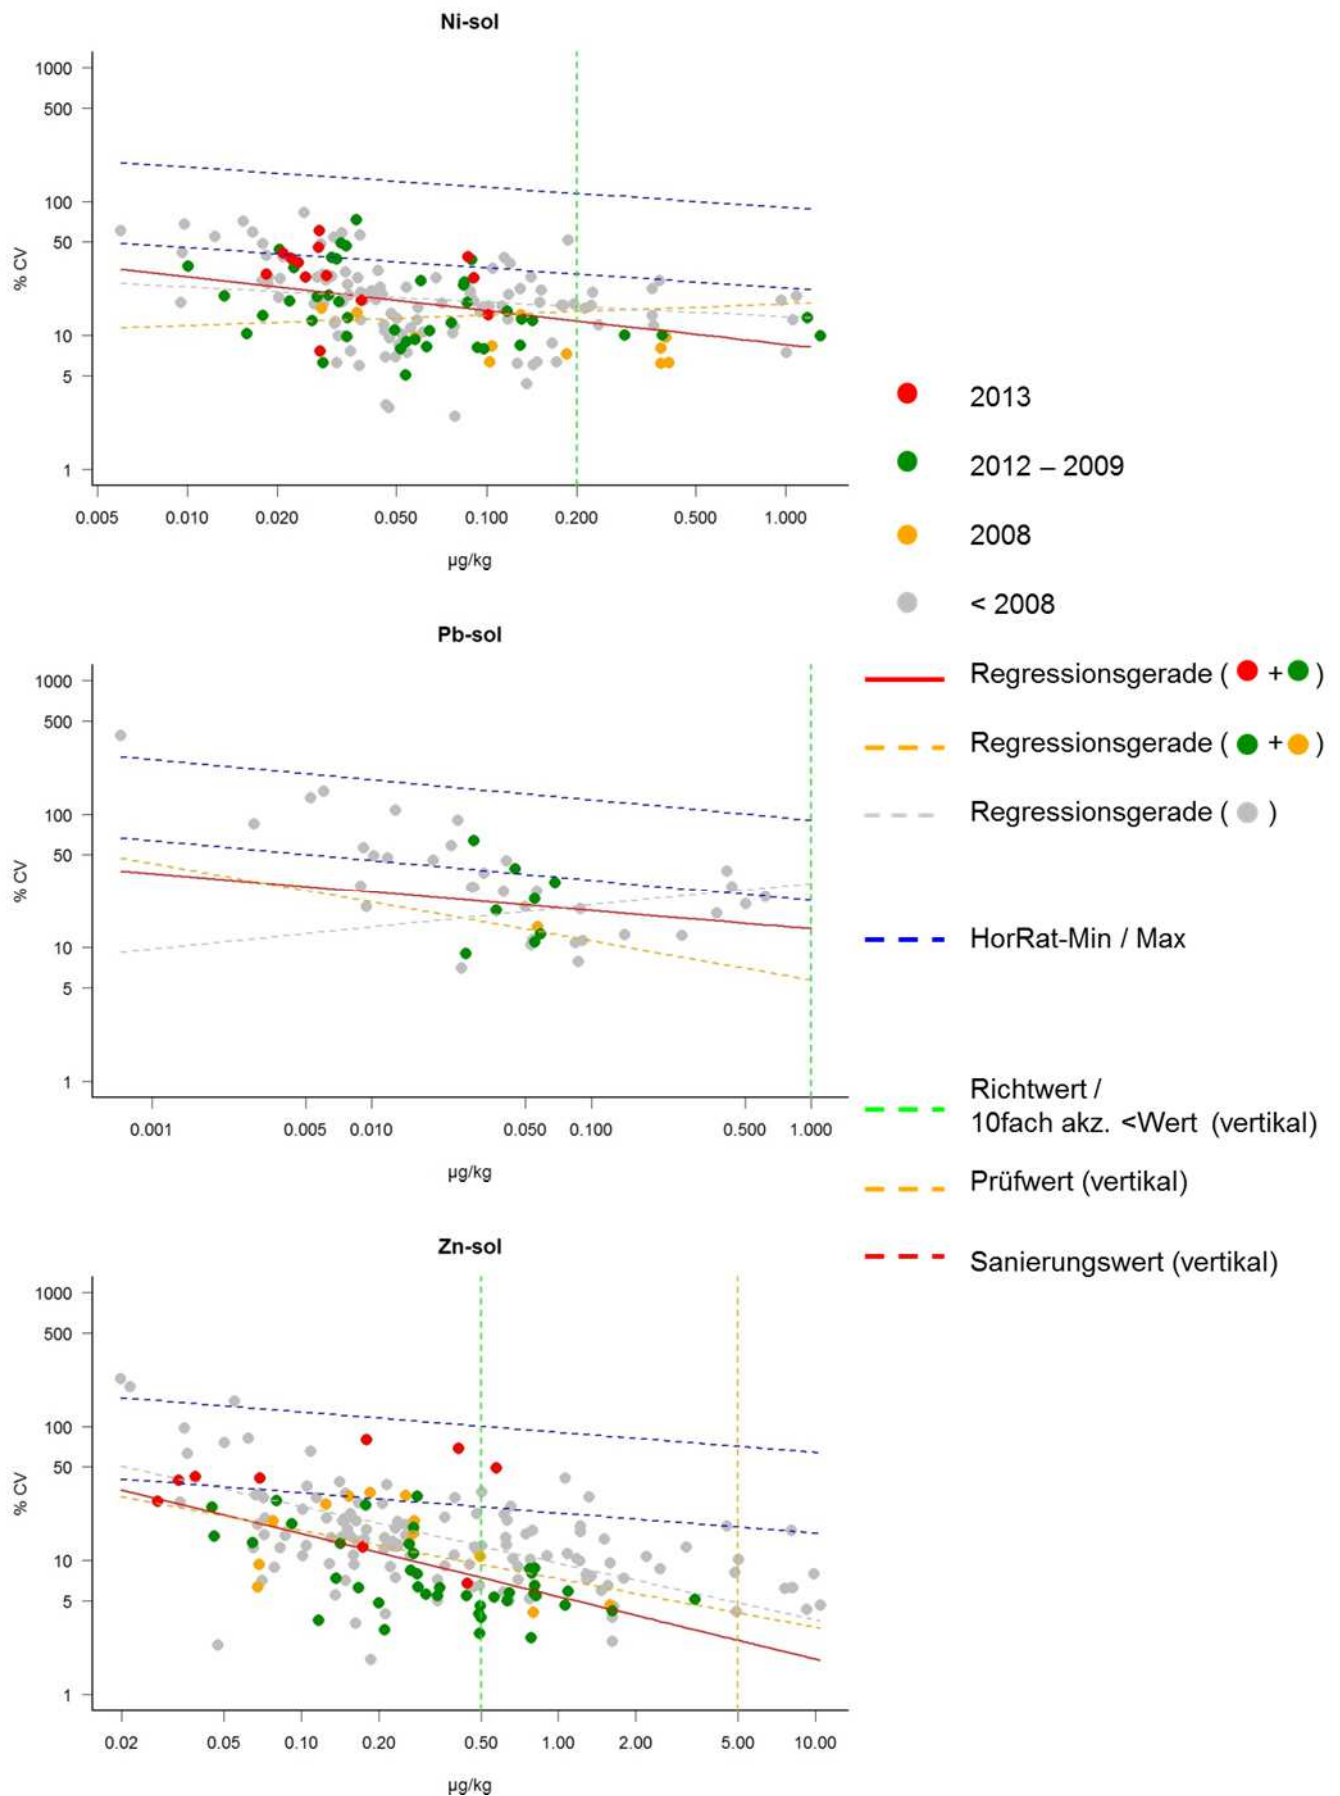 Ni-sol
1000
500
100
50
10
5
1
% CV
0.005 0.010 0.020 0.050 0.100 0.200 0.500 1.000
µg/kg
Pb-sol
1000
500
100
50
10
5
1
% CV
0.001 0.005 0.010 0.050 0.100 0.500 1.000
µg/kg
Zn-sol
1000
500
100
50
10
5
1
% CV
0.02 0.05 0.10 0.20 0.50 1.00 2.00 5.00 10.00
µg/kg
2013
2012 – 2009
2008
< 2008
Regressionsgerade ( + )
Regressionsgerade ( + )
Regressionsgerade ( )
HorRat-Min / Max
Richtwert /
10fach akz. <Wert (vertikal)
Prüfwert (vertikal)
Sanierungswert (vertikal)